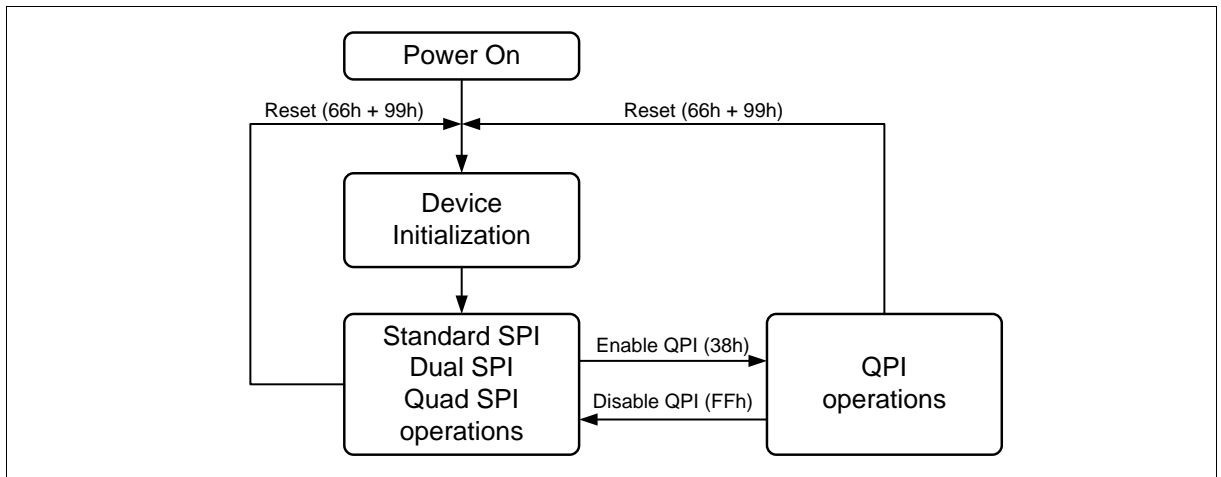 Power On
Reset (66h + 99h)
Reset (66h + 99h)
Device
Initialization
Standard SPI
Dual SPI
Quad SPI
operations
Enable QPI (38h)
Disable QPI (FFh)
QPI
operations